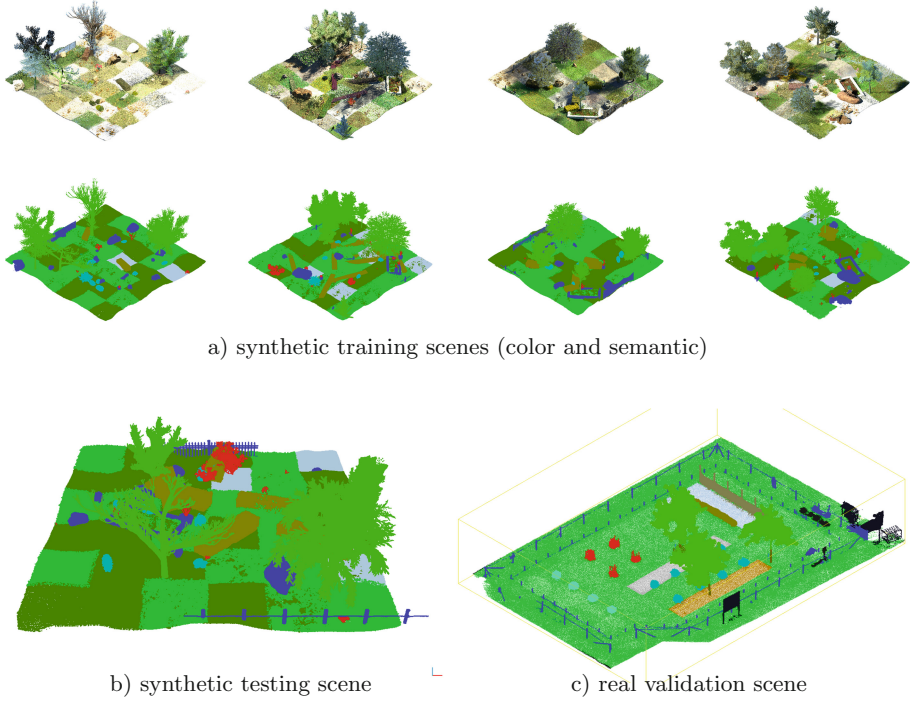 a) synthetic training scenes (color and semantic)
b) synthetic testing scene
c) real validation scene